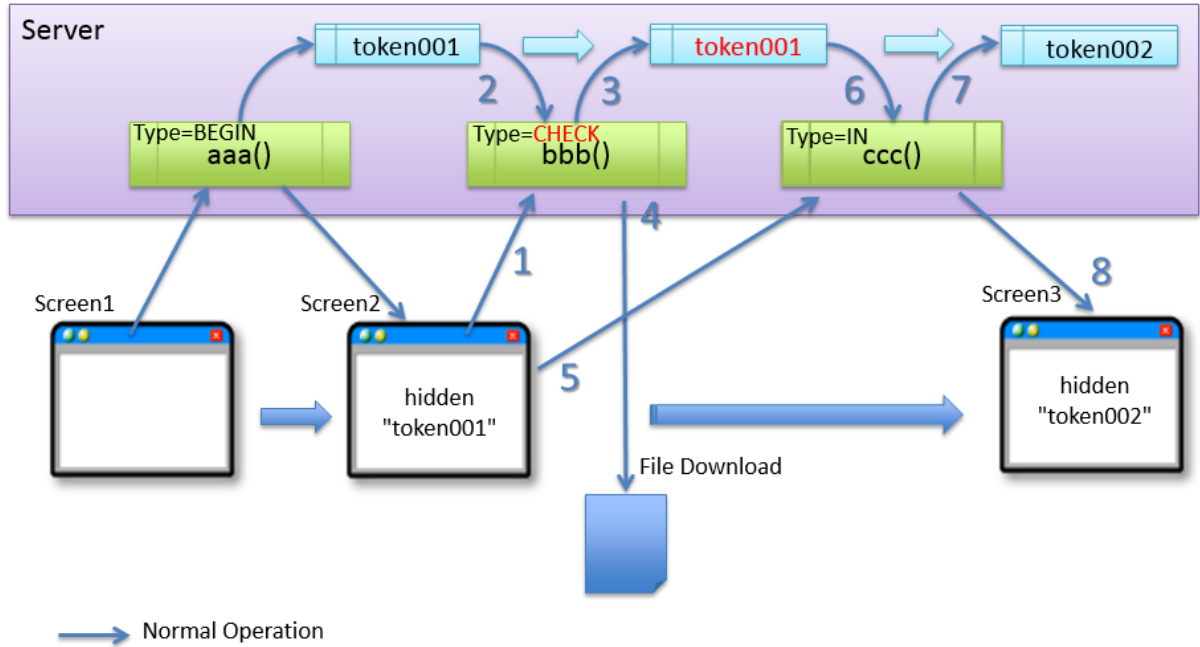 Server
token001
token001
token002
2
3
6
7
Type=BEGIN
aaa()
Type=CHECK
bbb()
Type=IN
ccc()
4
1
8
Screen1
Screen2
Screen3
5
hidden
"token001"
hidden
"token002"
File Download
Normal Operation